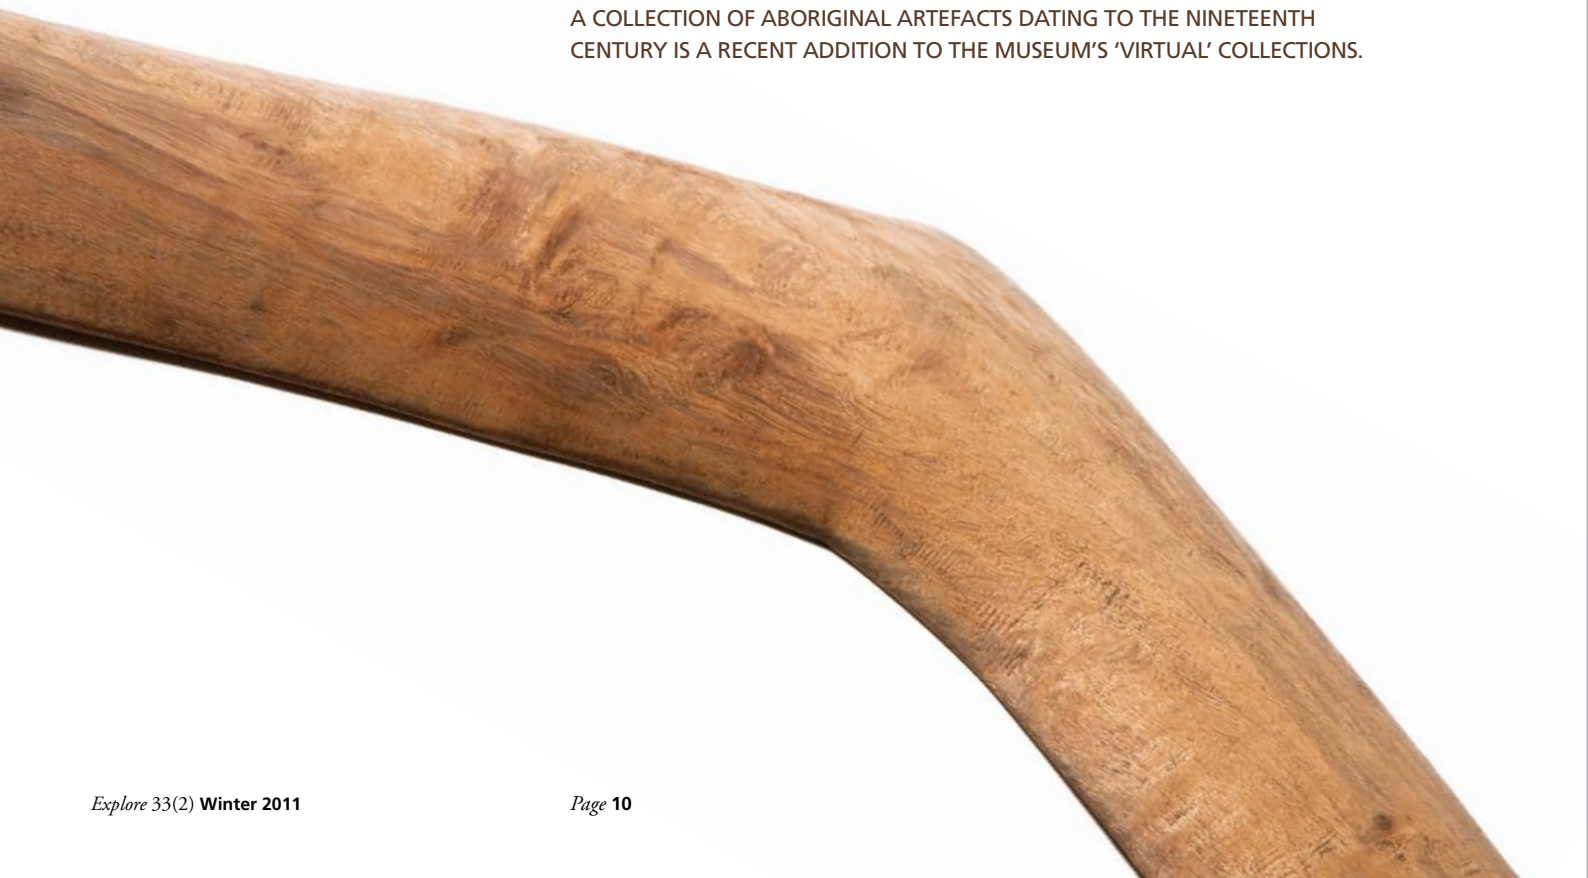 A COLLECTION OF ABORIGINAL ARTEFACTS DATING TO THE NINETEENTH
CENTURY IS A RECENT ADDITION TO THE MUSEUM’S ‘VIRTUAL’ COLLECTIONS.
Explore 33(2) Winter 2011
Page 10